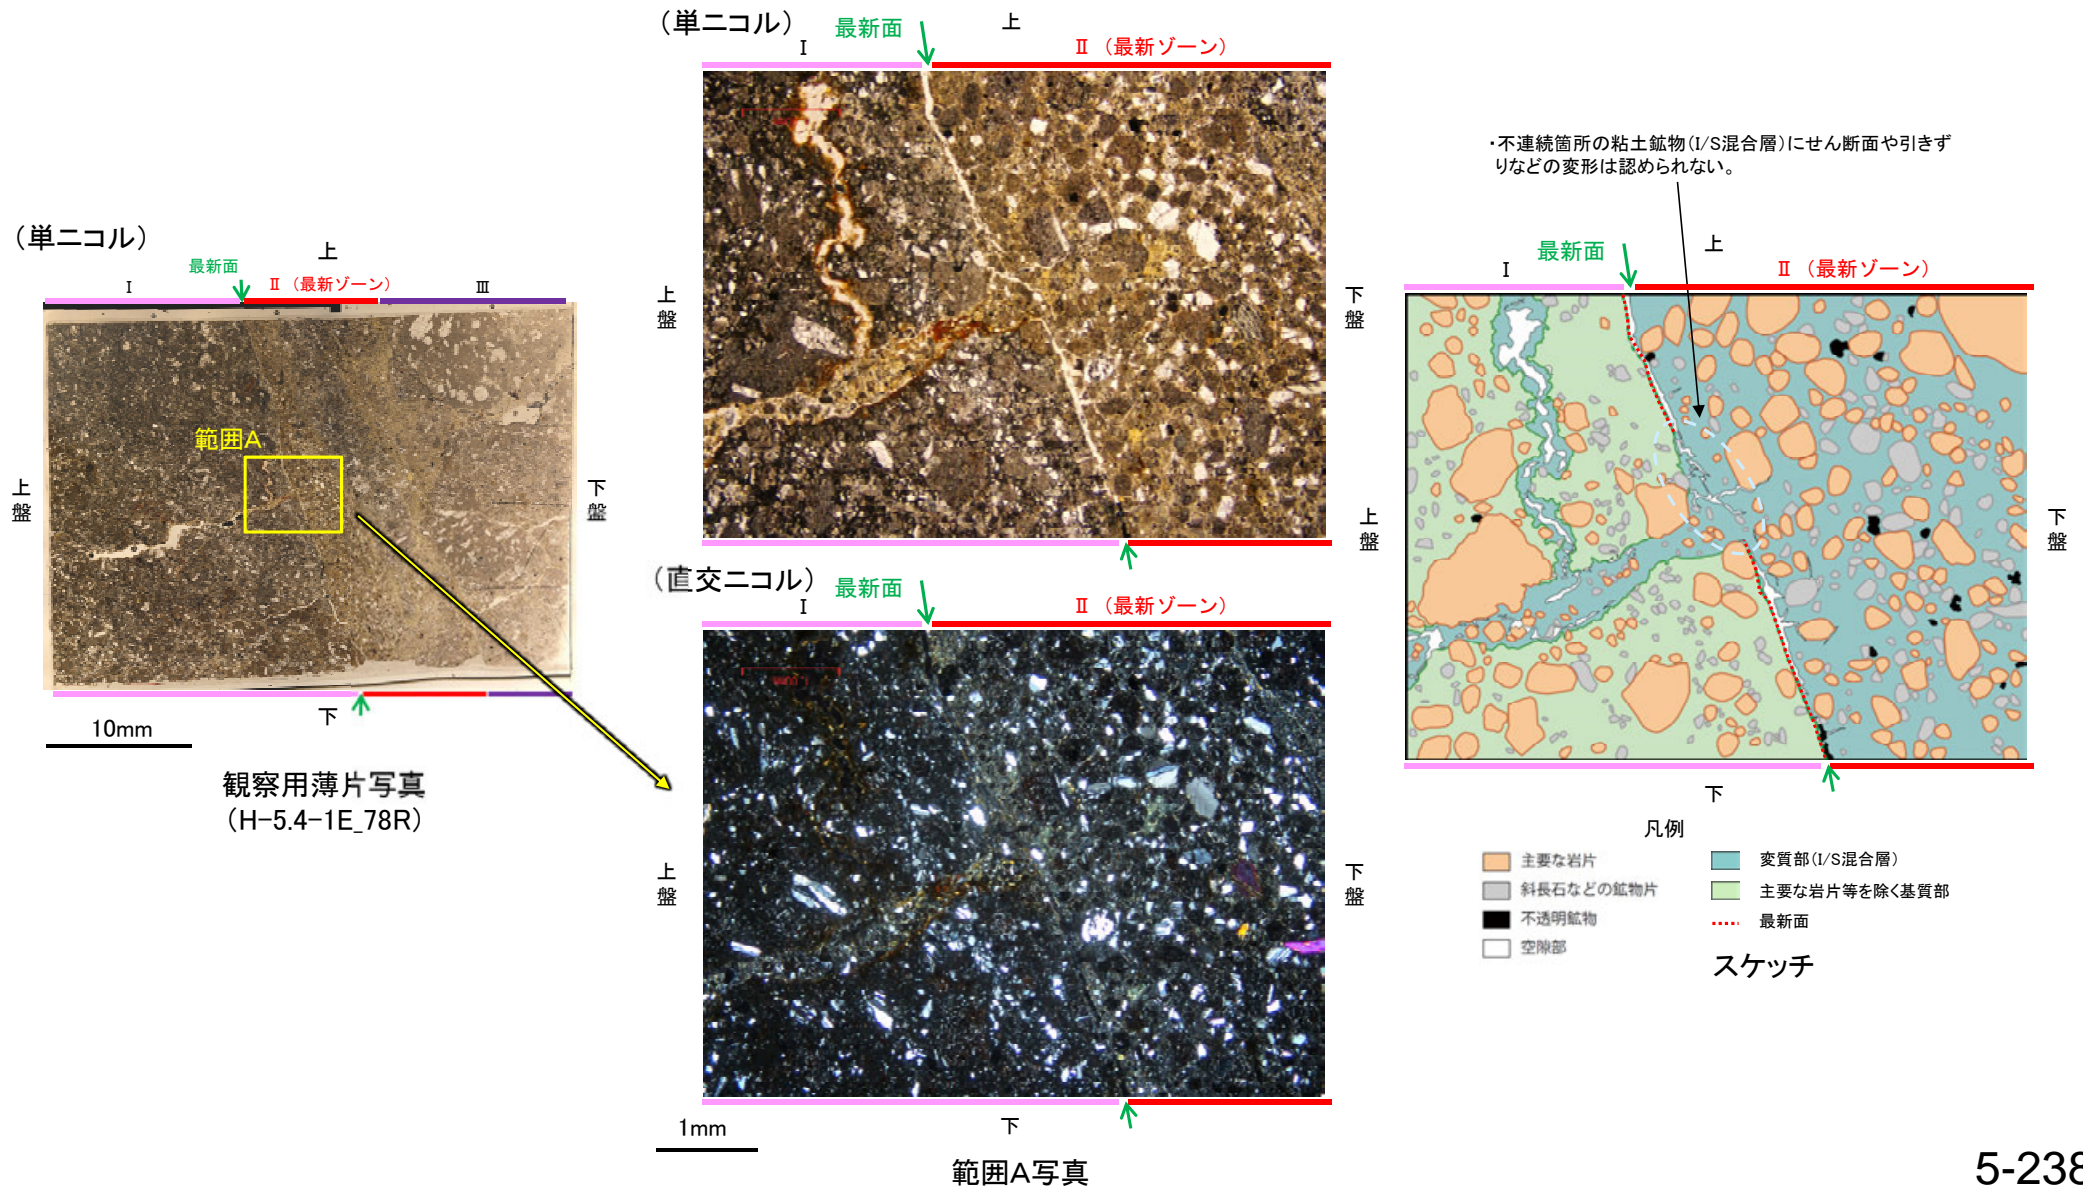 (単ニコル)
上
最新面
Ⅰ
Ⅱ (最新ゾーン)
Ⅲ
範囲A
上盤
下盤
下
10mm
観察用薄片写真
(H-5.4-1E_78R)
(単ニコル)
最新面
上
Ⅰ
Ⅱ (最新ゾーン)
上盤
下盤
(直交ニコル)
最新面
Ⅰ
Ⅱ (最新ゾーン)
上盤
下盤
下
1mm
範囲A写真
・不連続箇所の粘土鉱物(I/S混合層)にせん断面や引きず
りなどの変形は認められない。
最新面
上
Ⅰ
Ⅱ (最新ゾーン)
上盤
下盤
下
凡例
主要な岩片
斜長石などの鉱物片
不透明鉱物
空隙部
変質部(I/S混合層)
主要な岩片等を除く基質部
最新面
スケッチ
5-238